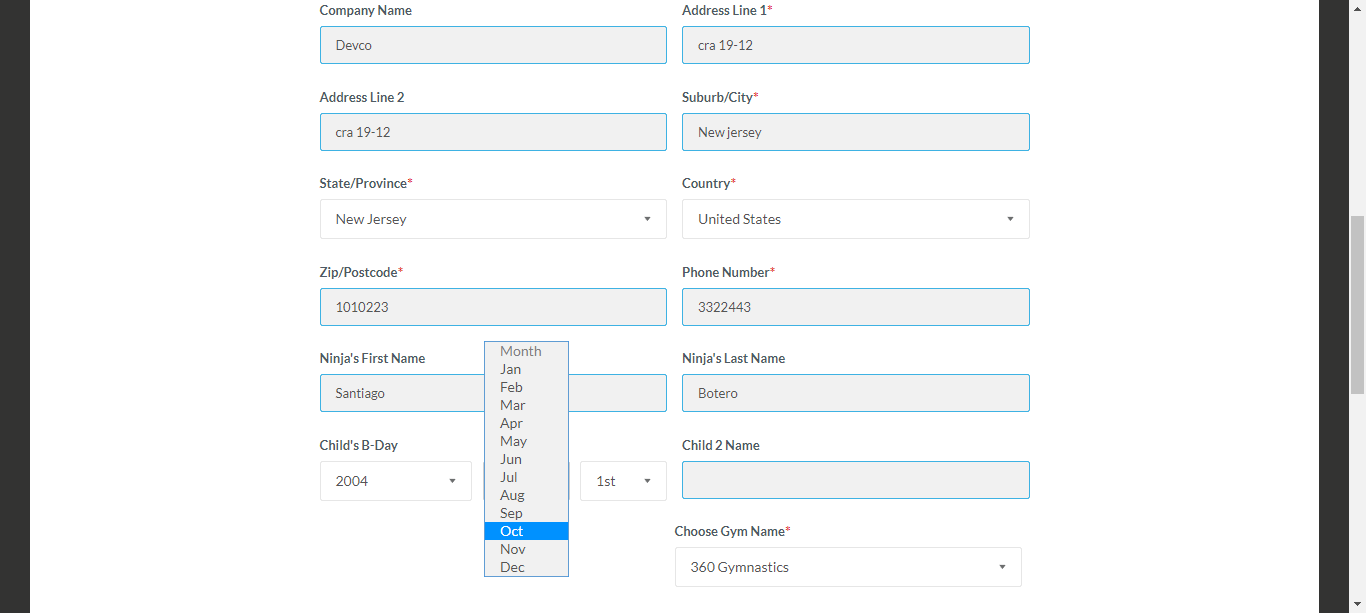 Company Name
Address Line 1*
Devco
cra 19-12
Address Line 2
Suburb/City*
cra 19-12
New jersey
State/Province*
Country*
New Jersey
United States
Zip/Postcode*
Phone Number*
1010223
3322443
Ninja's First Name
Ninja's Last Name
Santiago
Botero
Child's B-Day
Child 2 Name
2004
Month
Jan
Feb
Mar
Apr
May
Jun
Jul
Aug
Sep
Oct
Nov
Dec
1st
Choose Gym Name*
360 Gymnastics